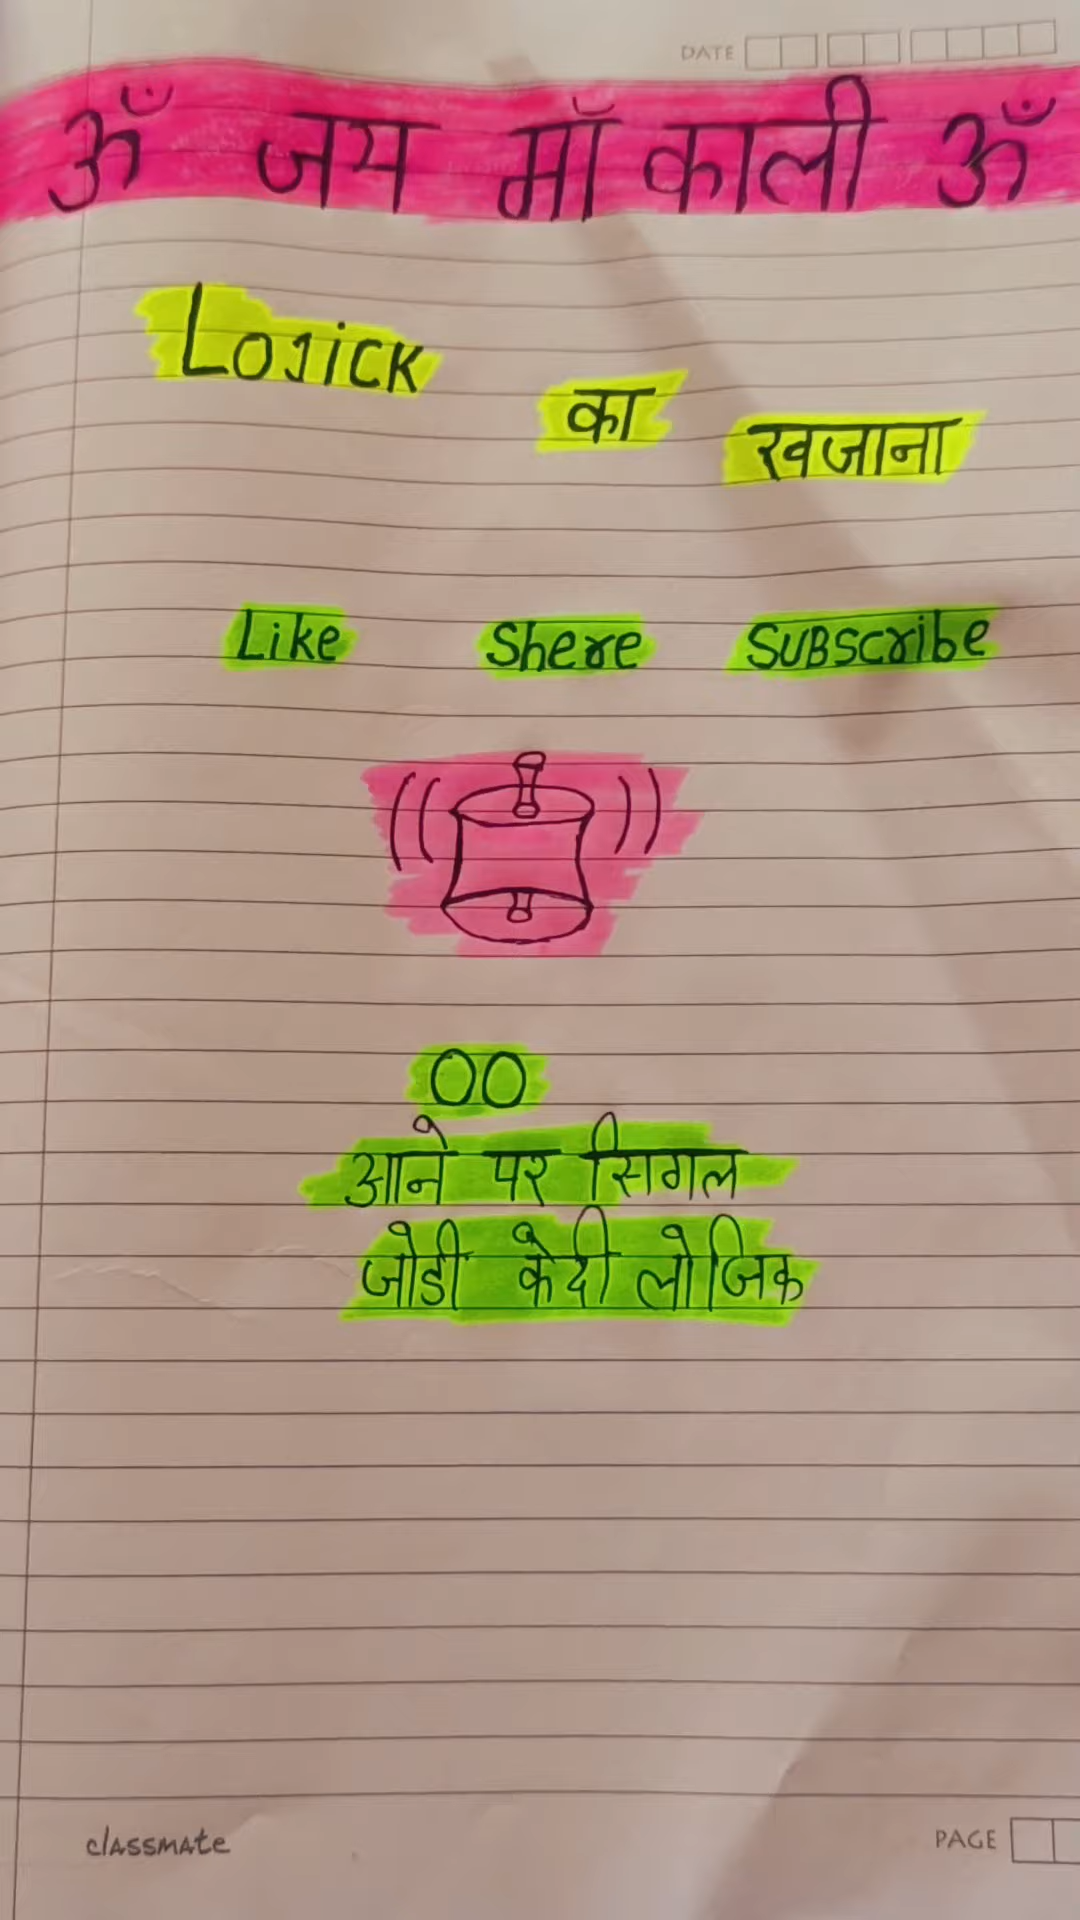 DATE
ॐ जय माँ काली ॐ
Lojick का खजाना
Like Shere Subscribe
00
आने पर सिगल
जोडी केदी लोजिक
classmate
PAGE